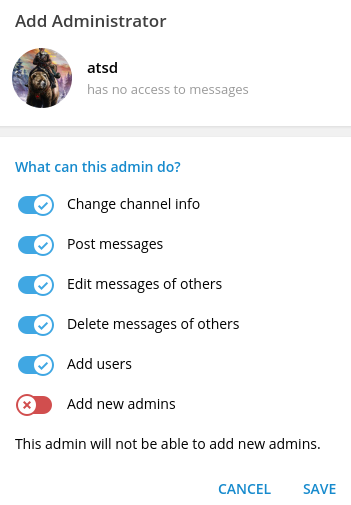 Add Administrator
atsd
has no access to messages
What can this admin do?
Change channel info
Post messages
Edit messages of others
Delete messages of others
Add users
Add new admins
This admin will not be able to add new admins.
CANCEL SAVE